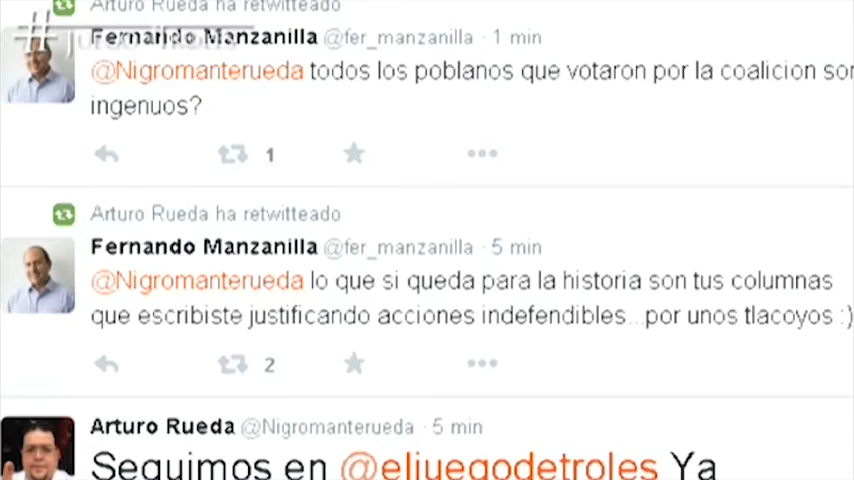 Arturo Rueda ha retwitteado
#
Fernando Manzanilla @fer_manzanilla · 1 min
@Nigromanterueda todos los poblanos que votaron por la coalicion son
ingenuos?
1
Arturo Rueda ha retwitteado
Fernando Manzanilla @fer_manzanilla · 5 min
@Nigromanterueda lo que si queda para la historia son tus columnas
que escribiste justificando acciones indefendibles...por unos tlacoyos :)
2
Arturo Rueda @Nigromanterueda · 5 min
Seguimos en @eljuegodetroles Ya